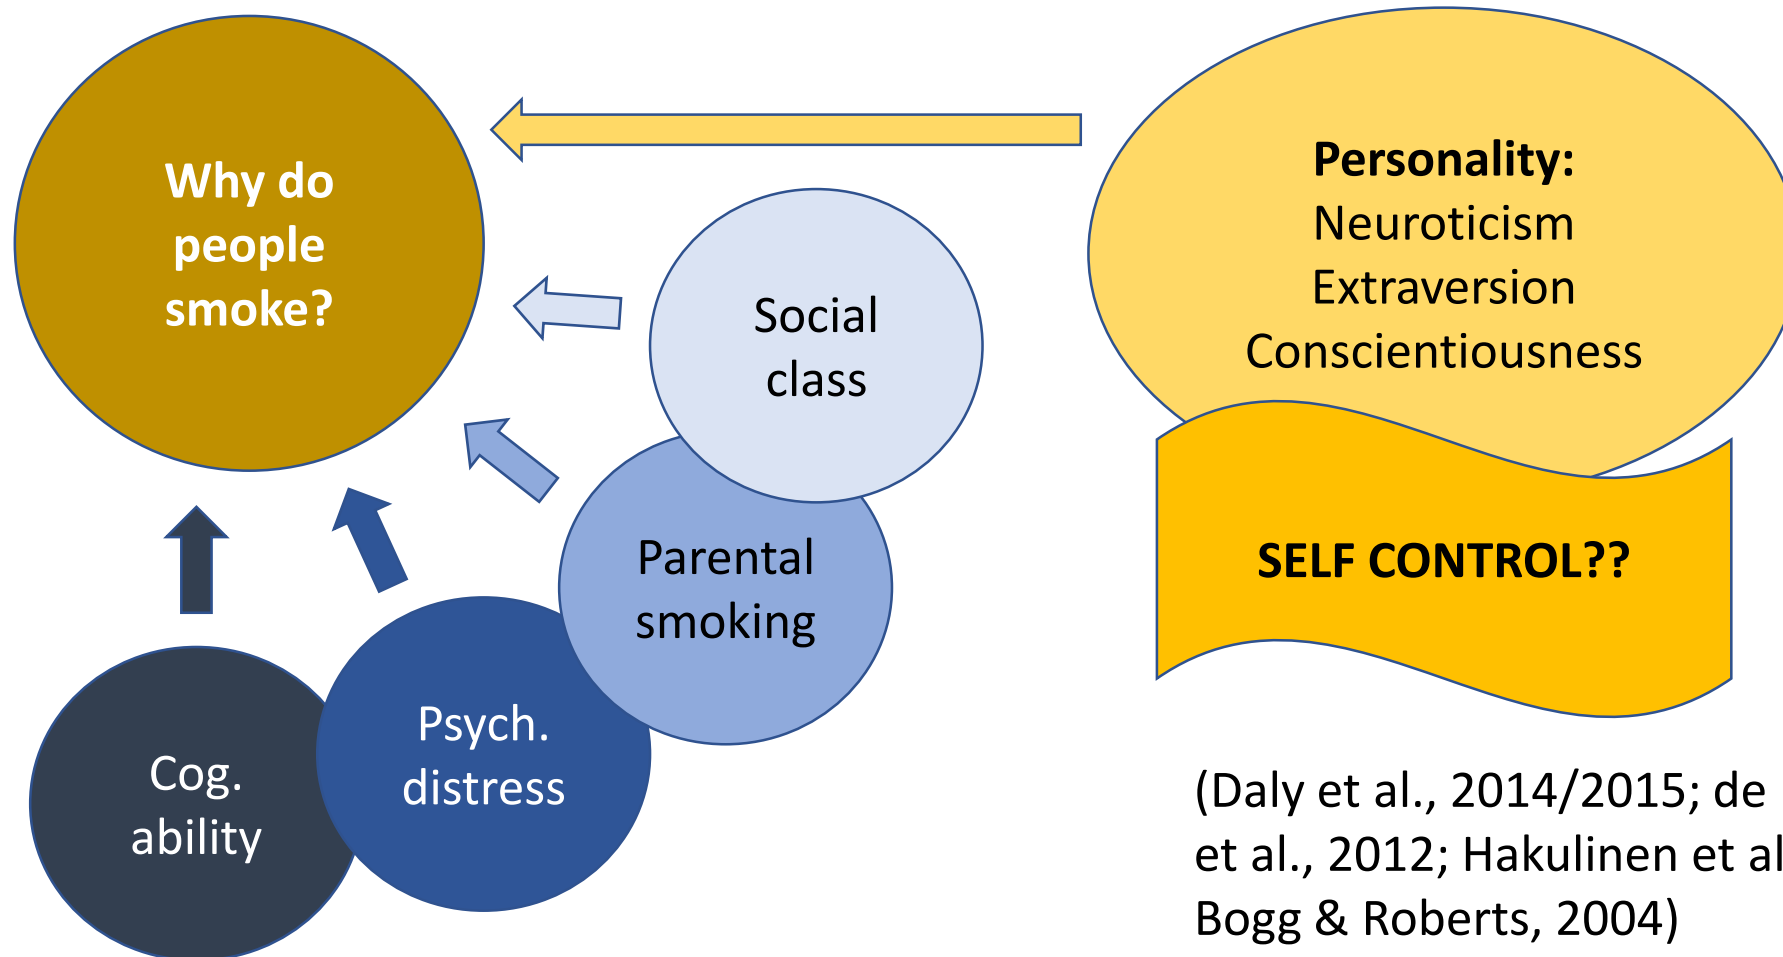 Why do
people
smoke?
Personality:
Neuroticism
Extraversion
Conscientiousness
Social
class
Parental
smoking
SELF CONTROL??
Psych.
distress
Cog.
ability
(Daly et al., 2014/2015; de
et al., 2012; Hakulinen et al
Bogg & Roberts, 2004)